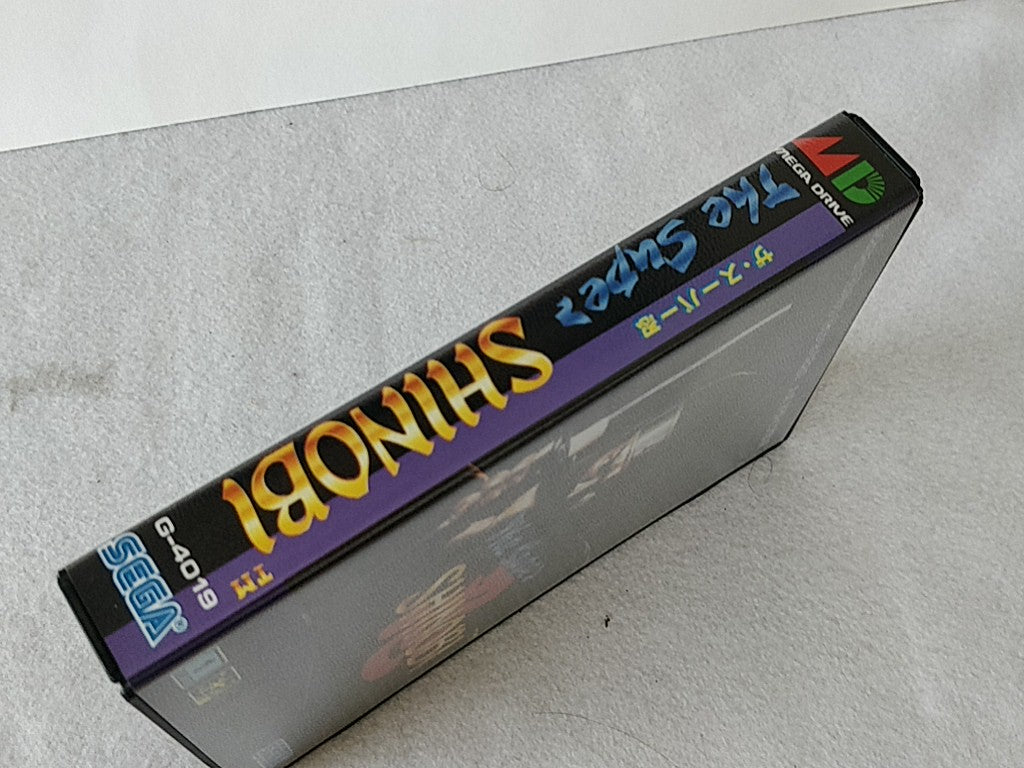 MD
MEGA DRIVE
The Super
ザ・スーパー忍
SHINOBI
TM
G-4019
SEGA®